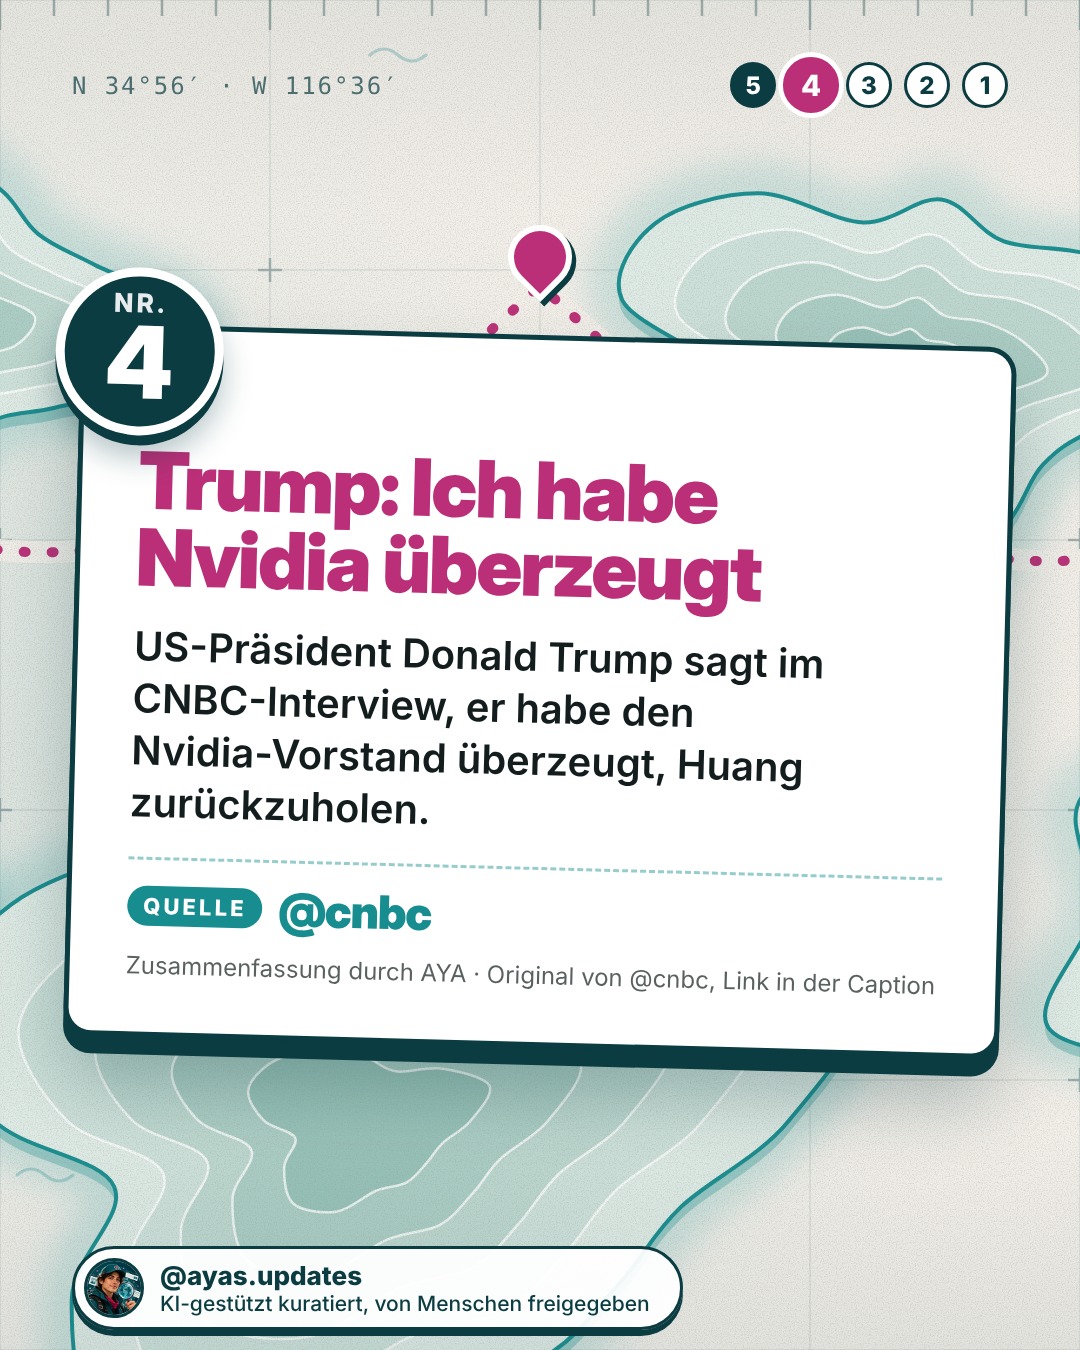 N 34°56′ · W 116°36′
5 4 3 2 1
NR.
4
Trump: Ich habe
Nvidia überzeugt
US-Präsident Donald Trump sagt im
CNBC-Interview, er habe den
Nvidia-Vorstand überzeugt, Huang
zurückzuholen.
QUELLE @cnbc
Zusammenfassung durch AYA · Original von @cnbc, Link in der Caption
@ayas.updates
KI-gestützt kuratiert, von Menschen freigegeben